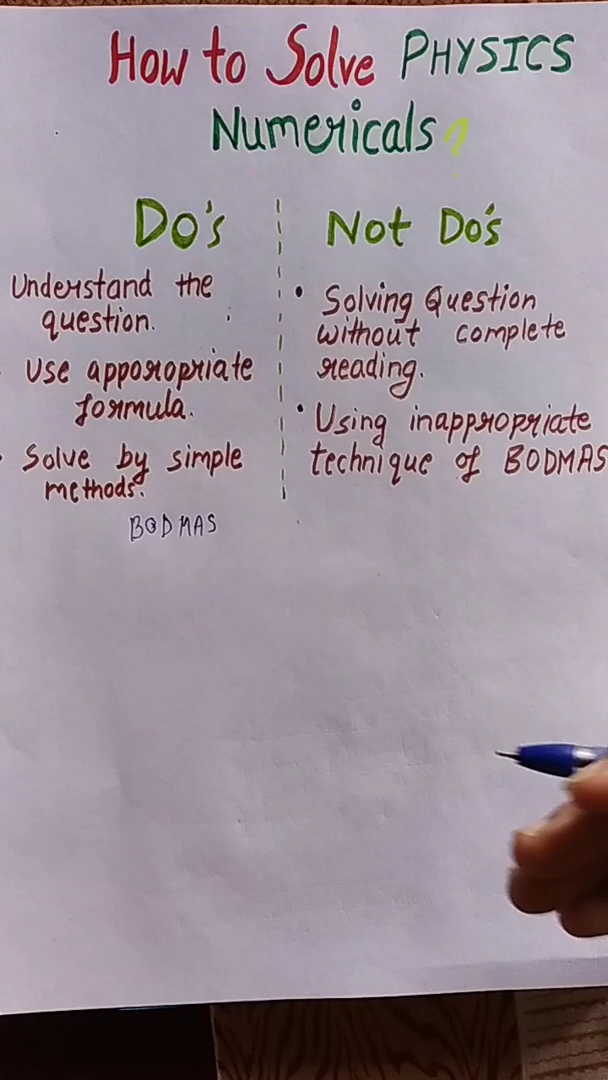 How to Solve PHYSICS
Numericals?
Do's
Understand the
question.
Use apporopriate
formula.
Solve by simple
methods.
BODMAS
Not Do's
• Solving Question
without complete
reading.
• Using inappropriate
technique of BODMAS